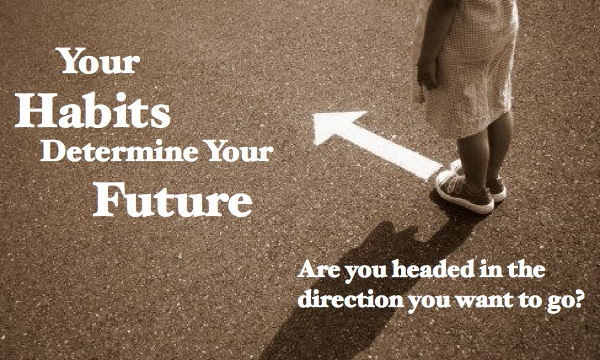 Your
Habits
Determine Your
Future
Are you headed in the
direction you want to go?